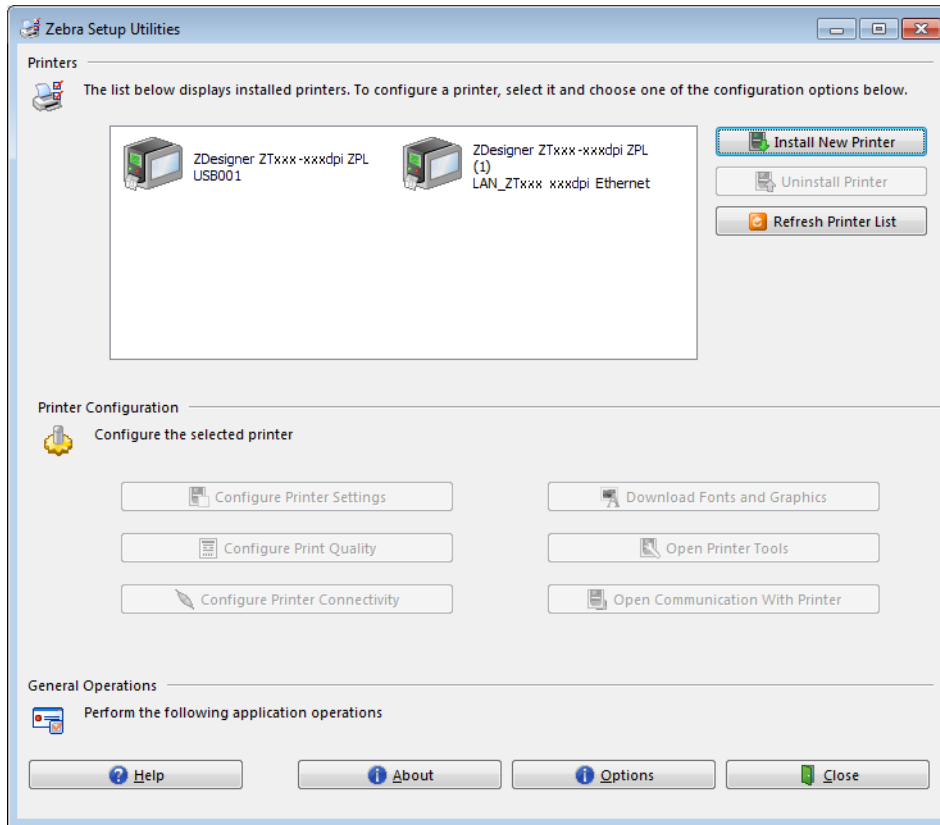 Zebra Setup Utilities
Printers
The list below displays installed printers. To configure a printer, select it and choose one of the configuration options below.
ZDesigner ZTxxx-xxxdpi ZPL
USB001
ZDesigner ZTxxx-xxxdpi ZPL
(1)
LAN_ZTxxx xxxdpi Ethernet
Install New Printer
Uninstall Printer
Refresh Printer List
Printer Configuration
Configure the selected printer
Configure Printer Settings
Download Fonts and Graphics
Configure Print Quality
Open Printer Tools
Configure Printer Connectivity
Open Communication With Printer
General Operations
Perform the following application operations
Help
About
Options
Close